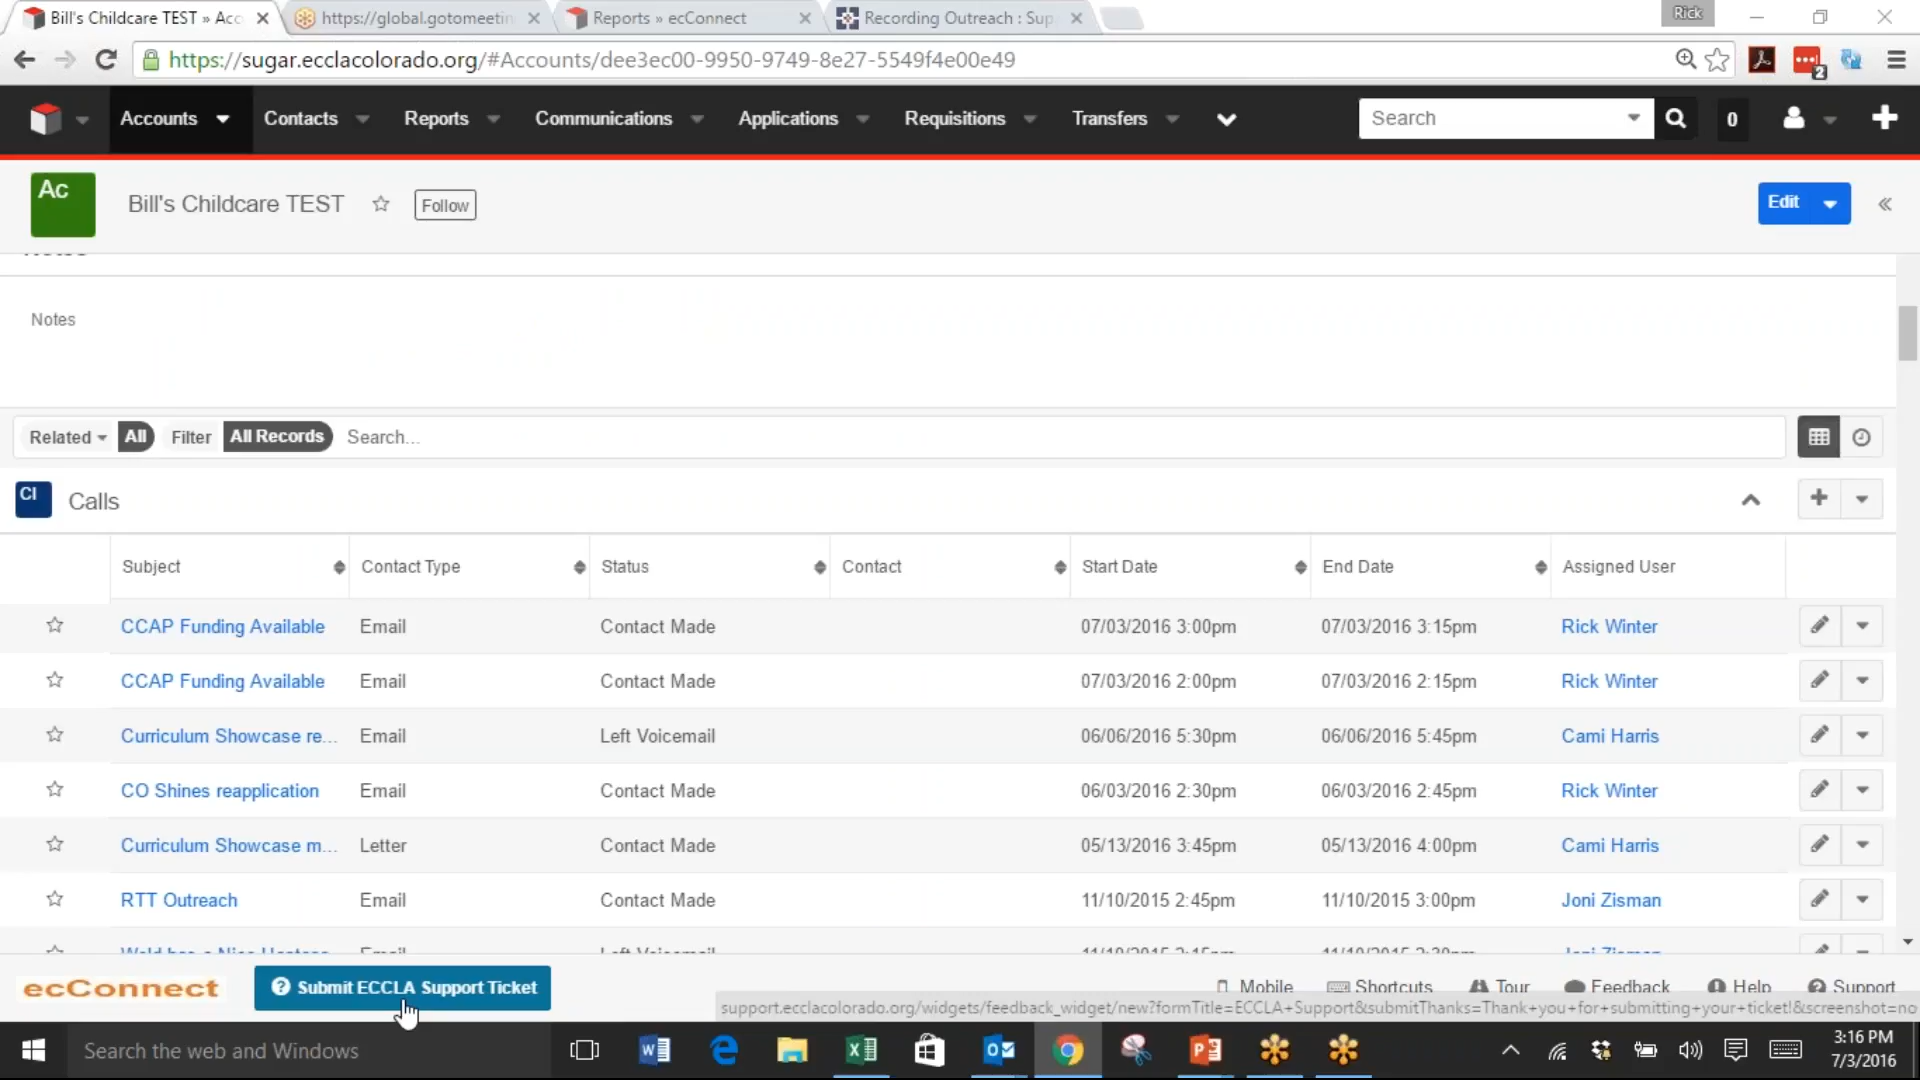 Bill's Childcare TEST » Acc
https://global.gotomeetin
Reports » ecConnect
Recording Outreach : Sup
Rick
https://sugar.ecclacolorado.org/#Accounts/dee3ec00-9950-9749-8e27-5549f4e00e49
2
Accounts Contacts Reports Communications Applications Requisitions Transfers Search 0
Ac Bill's Childcare TEST Follow Edit
Notes
Notes
Related All Filter All Records Search...
Cl Calls
Subject Contact Type Status Contact Start Date End Date Assigned User
CCAP Funding Available Email Contact Made 07/03/2016 3:00pm 07/03/2016 3:15pm Rick Winter
CCAP Funding Available Email Contact Made 07/03/2016 2:00pm 07/03/2016 2:15pm Rick Winter
Curriculum Showcase re... Email Left Voicemail 06/06/2016 5:30pm 06/06/2016 5:45pm Cami Harris
CO Shines reapplication Email Contact Made 06/03/2016 2:30pm 06/03/2016 2:45pm Rick Winter
Curriculum Showcase m... Letter Contact Made 05/13/2016 3:45pm 05/13/2016 4:00pm Cami Harris
RTT Outreach Email Contact Made 11/10/2015 2:45pm 11/10/2015 3:00pm Joni Zisman
Email Left Voicemail Joni Zisman
ecConnect Submit ECCLA Support Ticket Mobile Shortcuts Tour Feedback Help Support
support.ecclacolorado.org/widgets/feedback_widget/new?formTitle=ECCLA+Support&submitThanks=Thank+you+for+submitting+your+ticket!&screenshot=no
Search the web and Windows
3:16 PM
7/3/2016